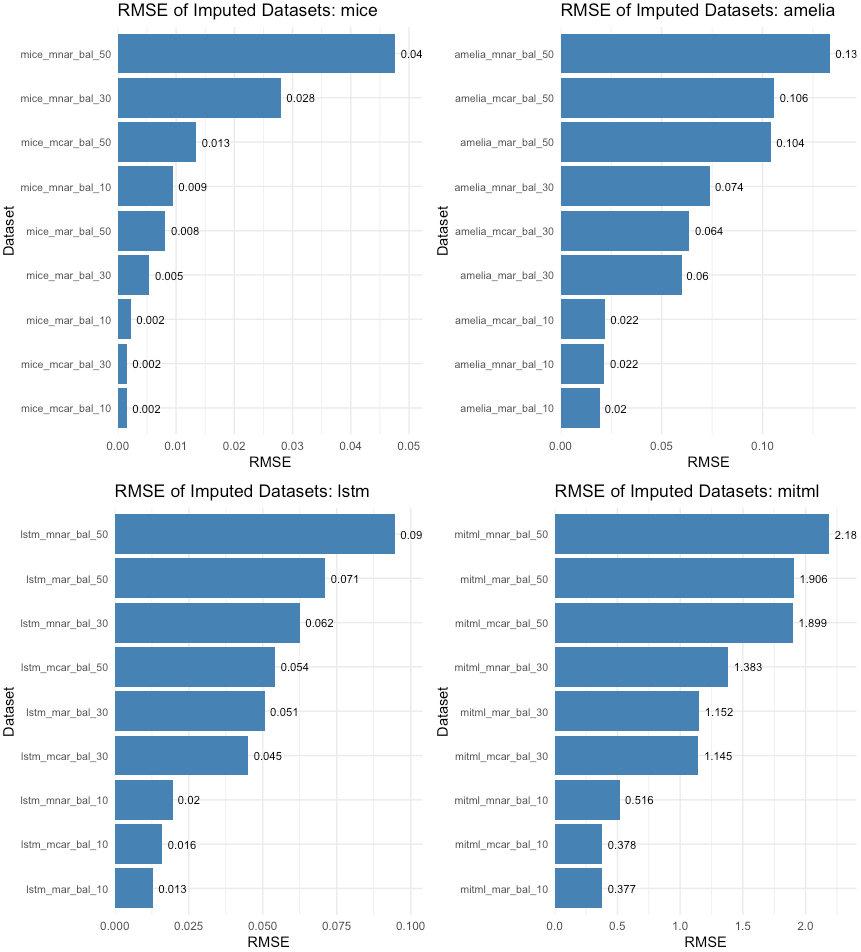 RMSE of Imputed Datasets: mice
Dataset
mice_mnar_bal_50 0.04
mice_mnar_bal_30 0.028
mice_mcar_bal_50 0.013
mice_mnar_bal_10 0.009
mice_mar_bal_50 0.008
mice_mar_bal_30 0.005
mice_mar_bal_10 0.002
mice_mcar_bal_30 0.002
mice_mcar_bal_10 0.002
0.00 0.01 0.02 0.03 0.04 0.05
RMSE
RMSE of Imputed Datasets: amelia
Dataset
amelia_mnar_bal_50 0.13
amelia_mcar_bal_50 0.106
amelia_mar_bal_50 0.104
amelia_mnar_bal_30 0.074
amelia_mcar_bal_30 0.064
amelia_mar_bal_30 0.06
amelia_mcar_bal_10 0.022
amelia_mnar_bal_10 0.022
amelia_mar_bal_10 0.02
0.00 0.05 0.10
RMSE
RMSE of Imputed Datasets: lstm
Dataset
lstm_mnar_bal_50 0.09
lstm_mar_bal_50 0.071
lstm_mnar_bal_30 0.062
lstm_mcar_bal_50 0.054
lstm_mar_bal_30 0.051
lstm_mcar_bal_30 0.045
lstm_mnar_bal_10 0.02
lstm_mcar_bal_10 0.016
lstm_mar_bal_10 0.013
0.000 0.025 0.050 0.075 0.100
RMSE
RMSE of Imputed Datasets: mitml
Dataset
mitml_mnar_bal_50 2.18
mitml_mar_bal_50 1.906
mitml_mcar_bal_50 1.899
mitml_mnar_bal_30 1.383
mitml_mar_bal_30 1.152
mitml_mcar_bal_30 1.145
mitml_mnar_bal_10 0.516
mitml_mcar_bal_10 0.378
mitml_mar_bal_10 0.377
0.0 0.5 1.0 1.5 2.0
RMSE